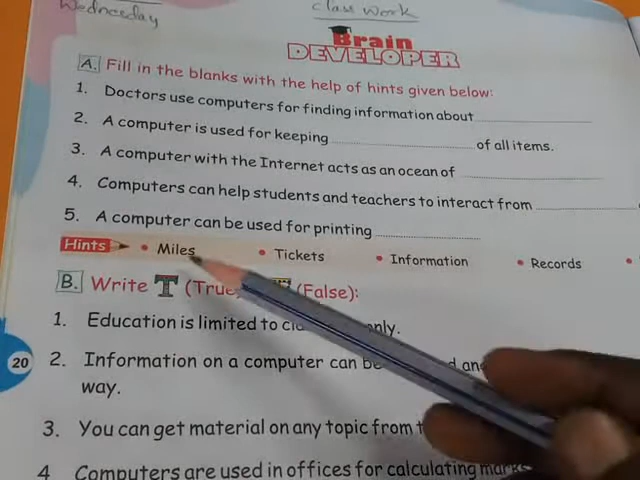 Wednesday
Class Work
Brain
DEVELOPER
A. Fill in the blanks with the help of hints given below:
1. Doctors use computers for finding information about
2. A computer is used for keeping of all items.
3. A computer with the Internet acts as an ocean of
4. Computers can help students and teachers to interact from
5. A computer can be used for printing
Hints • Miles • Tickets • Information • Records •
B. Write T (True) (False):
1. Education is limited to only.
2. Information on a computer can be
way.
3. You can get material on any topic from
20
4 Computers are used in offices for calculating marks